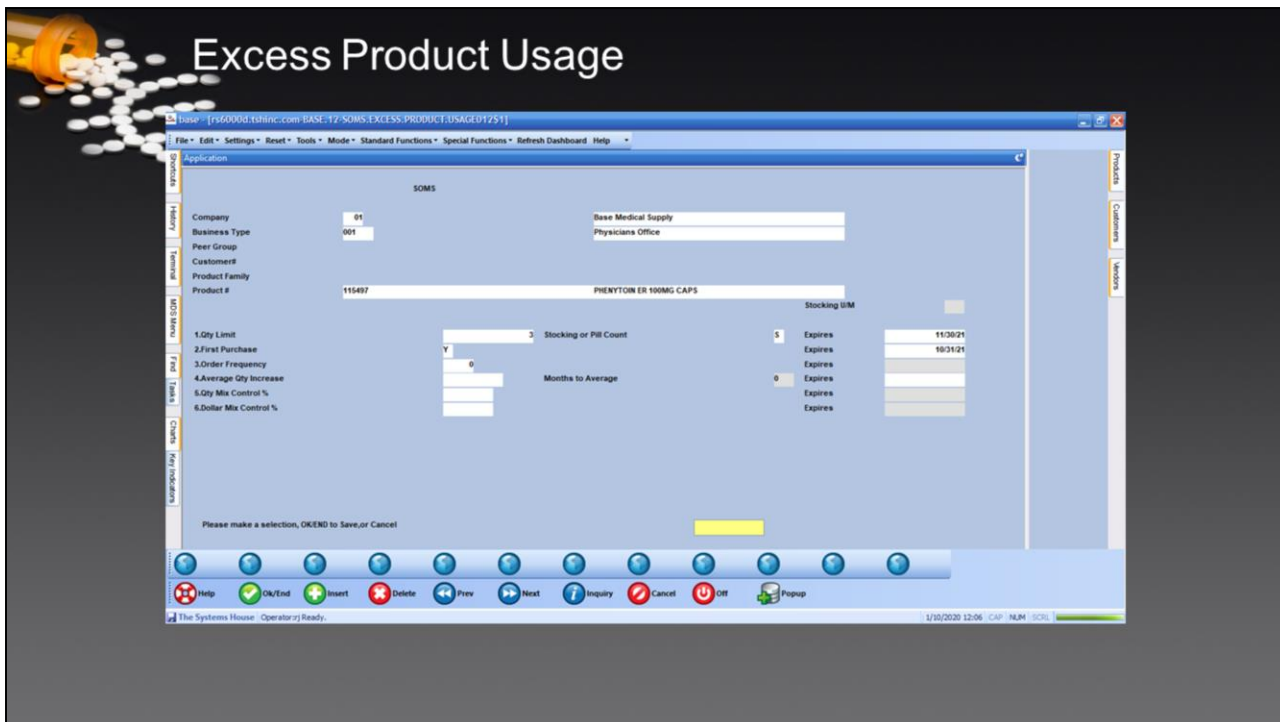 Excess Product Usage
base - [rs6000d.tshinc.com-BASE.12-SOMS.EXCESS.PRODUCT.USAGE01251]
File Edit Settings Reset Tools Mode Standard Functions Special Functions Refresh Dashboard Help
Application
SOMS
Company 01 Base Medical Supply
Business Type 001 Physicians Office
Peer Group
Customer#
Product Family
Product # 115497 PHENYTOIN ER 100MG CAPS
Stocking U/M
1.Qty Limit 3 Stocking or Pill Count S Expires 11/30/21
2.First Purchase Y Expires 10/31/21
3.Order Frequency 0 Expires
4.Average Qty Increase Months to Average 0 Expires
5.Qty Mix Control % Expires
6.Dollar Mix Control % Expires
Please make a selection, OK/END to Save,or Cancel
Shortcuts
History
Terminal
MDS Menu
Find
Tasks
Charts
Key Indicators
Products
Customers
Vendors
Help Ok/End Insert Delete Prev Next Inquiry Cancel Off Popup
The Systems House Operator:rj Ready. 1/10/2020 12:06 CAP NUM SCRL